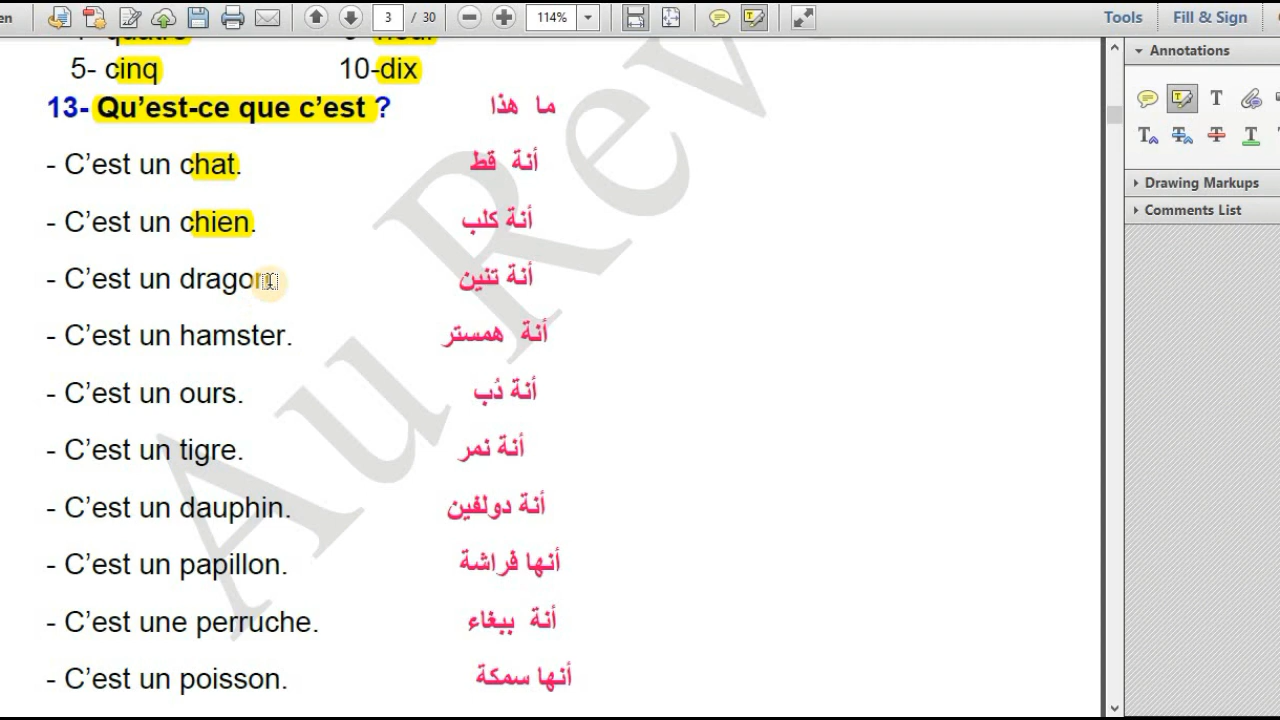 en 3 / 30 114% Tools Fill & Sign
Annotations
Drawing Markups
Comments List
5- cinq 10-dix
13- Qu’est-ce que c’est ? ما هذا
- C’est un chat. أنة قط
- C’est un chien. أنة كلب
- C’est un dragon أنة تنين
- C’est un hamster. أنة همستر
- C’est un ours. أنة دُب
- C’est un tigre. أنة نمر
- C’est un dauphin. أنة دولفين
- C’est un papillon. أنها فراشة
- C’est une perruche. أنة ببغاء
- C’est un poisson. أنها سمكة
Au Rev